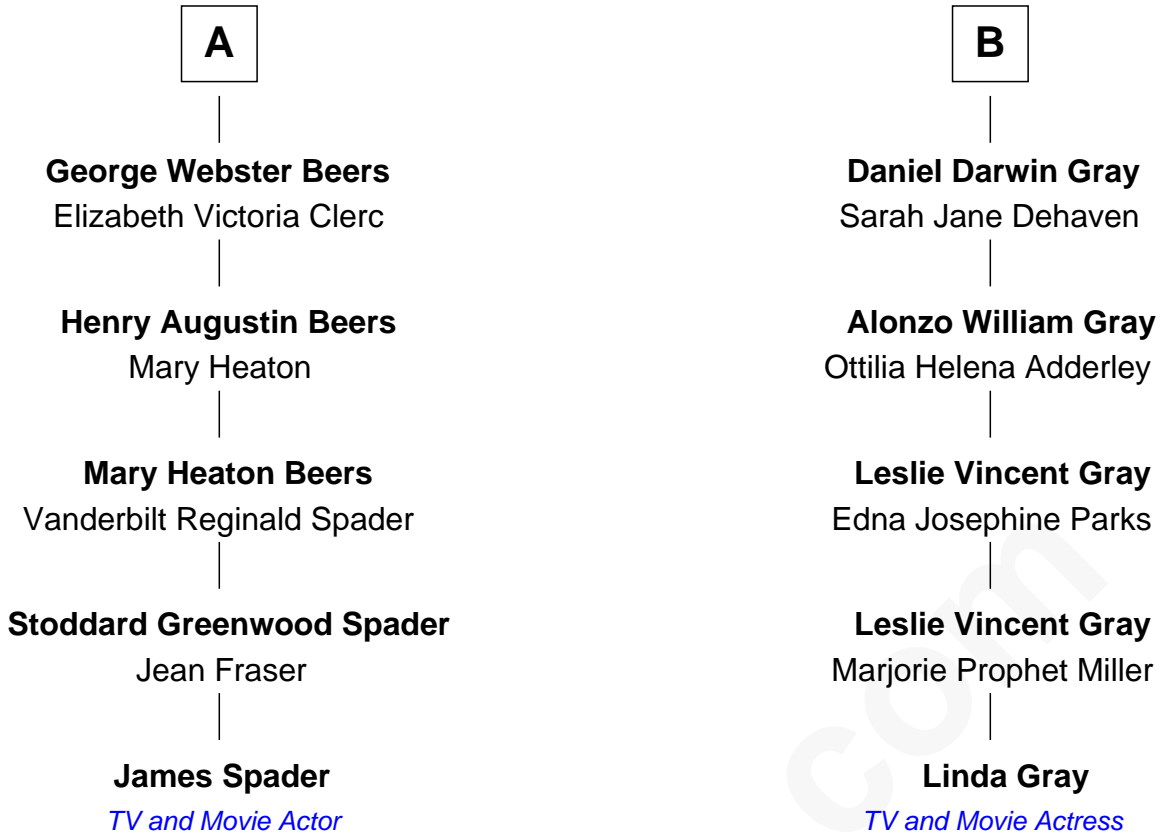 A
George Webster Beers
Elizabeth Victoria Clerc
Henry Augustin Beers
Mary Heaton
Mary Heaton Beers
Vanderbilt Reginald Spader
Stoddard Greenwood Spader
Jean Fraser
James Spader
TV and Movie Actor
B
Daniel Darwin Gray
Sarah Jane Dehaven
Alonzo William Gray
Ottilia Helena Adderley
Leslie Vincent Gray
Edna Josephine Parks
Leslie Vincent Gray
Marjorie Prophet Miller
Linda Gray
TV and Movie Actress
com